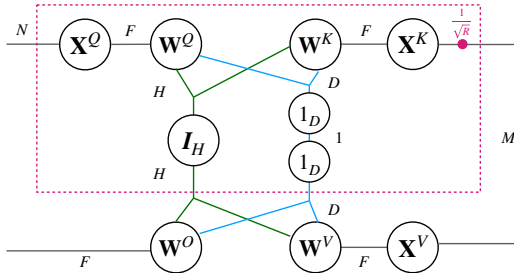 N
X^Q
F
W^Q
W^K
F
X^K
1/√R
H
D
I_H
1_D
1
M
1_D
H
D
F
W^O
W^V
F
X^V